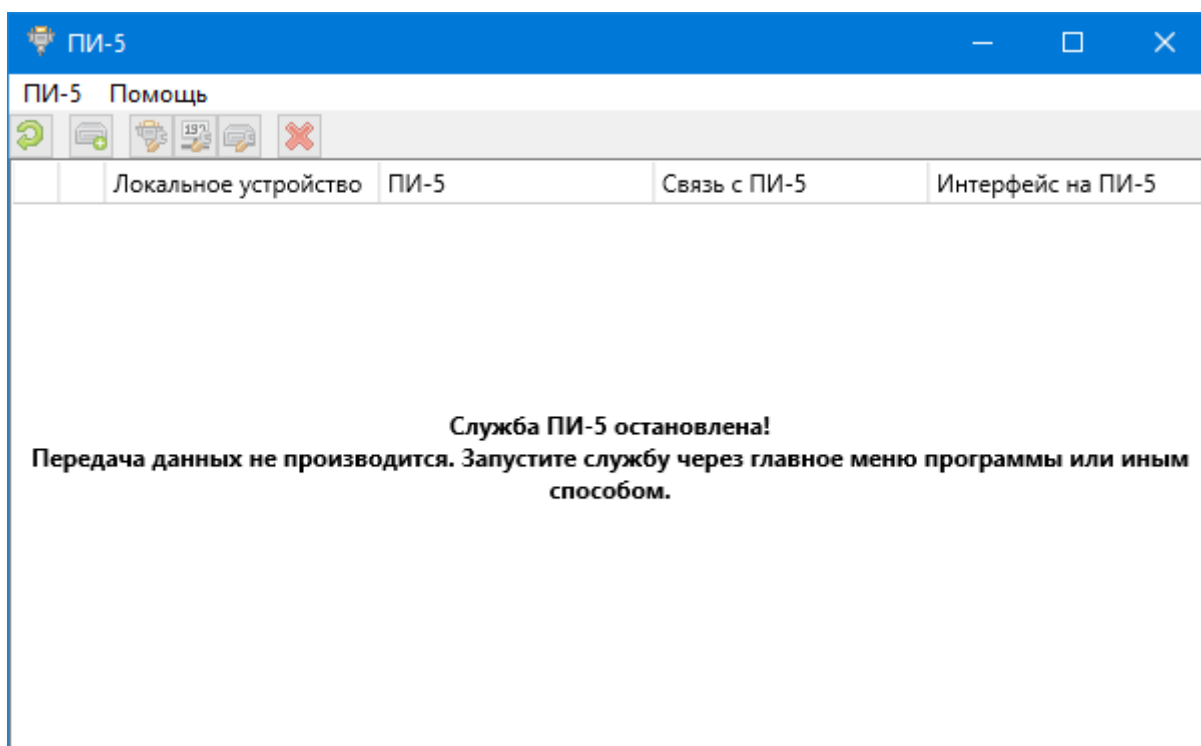 ПИ-5
ПИ-5 Помощь
197
Локальное устройство ПИ-5 Связь с ПИ-5 Интерфейс на ПИ-5
Служба ПИ-5 остановлена!
Передача данных не производится. Запустите службу через главное меню программы или иным
способом.